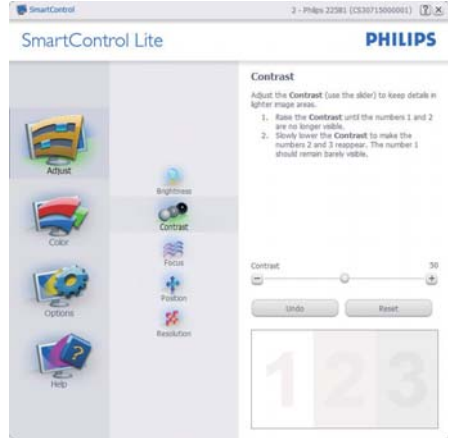 SmartControl
2 - Philips 225B1 (CS30715000001)
SmartControl Lite
PHILIPS
Adjust
Color
Options
Help
Brightness
Contrast
Focus
Position
Resolution
Contrast
Adjust the Contrast (use the slider) to keep details in
lighter image areas.
1. Raise the Contrast until the numbers 1 and 2
are no longer visible.
2. Slowly lower the Contrast to make the
numbers 2 and 3 reappear. The number 1
should remain barely visible.
Contrast
50
Undo
Reset
1 2 3